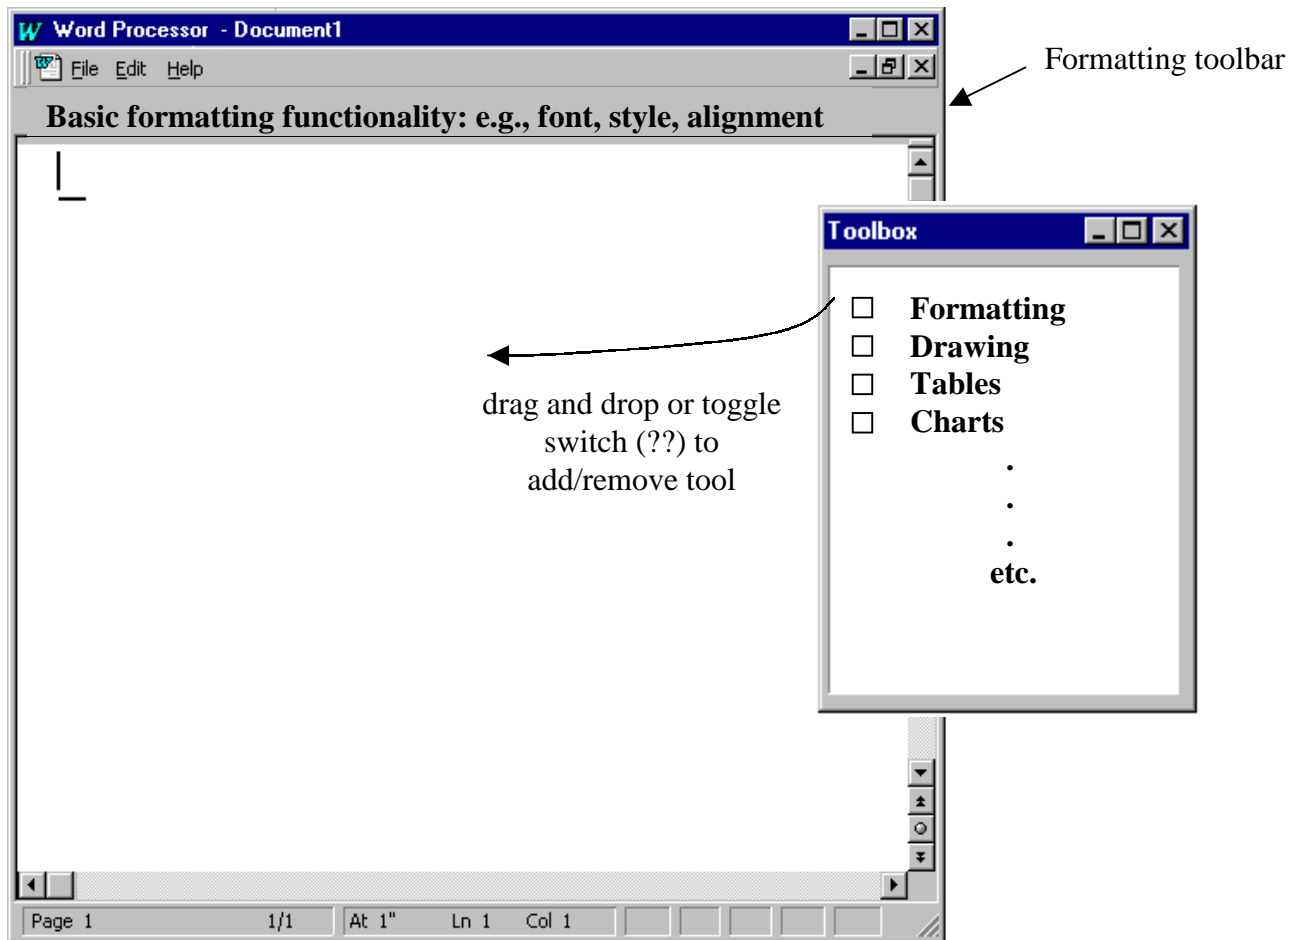 W Word Processor - Document1
W File Edit Help
Formatting toolbar
Basic formatting functionality: e.g., font, style, alignment
Toolbox
Formatting
Drawing
Tables
Charts
.
.
.
etc.
drag and drop or toggle
switch (??) to
add/remove tool
Page 1 1/1 At 1" Ln 1 Col 1